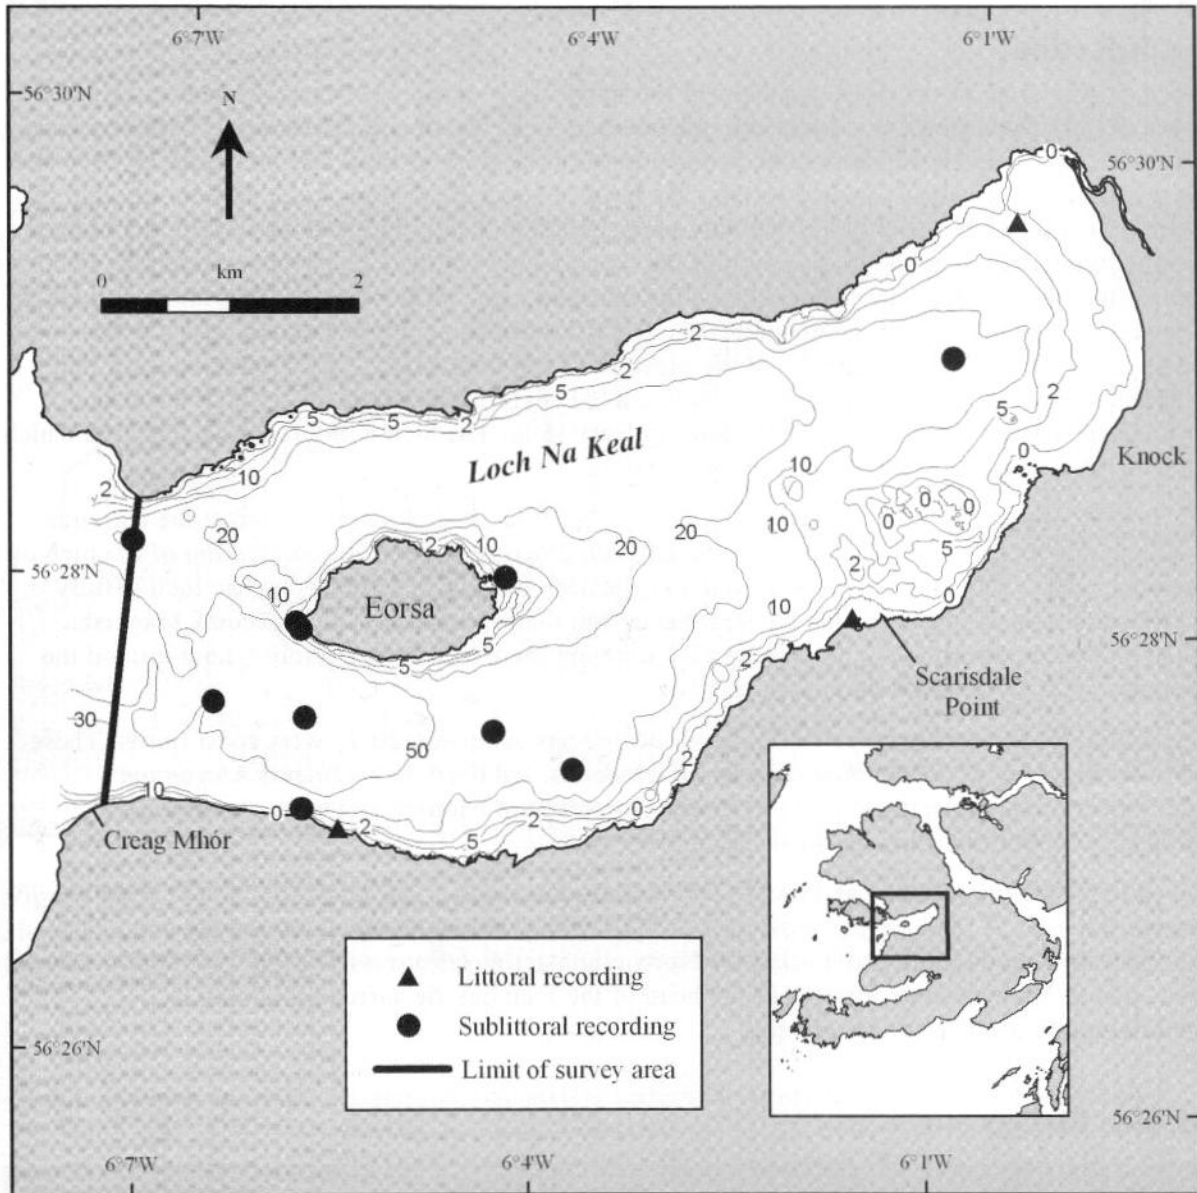 6°7'W 6°4'W 6°1'W
56°30'N
N
0
56°30'N
km
0 2
0
2
2
5
2
5 5 2
5
0
Knock
10
Loch Na Keal
2
10
0 0
10
0 0
20
2 10
20 20
5
56°28'N
2
10
Eorsa
10
0
56°28'N
5
5
2
Scarisdale
Point
30
50
2
10
0 2 2 0
5
Creag Mhór
Littoral recording
Sublittoral recording
Limit of survey area
56°26'N
56°26'N
6°7'W 6°4'W 6°1'W